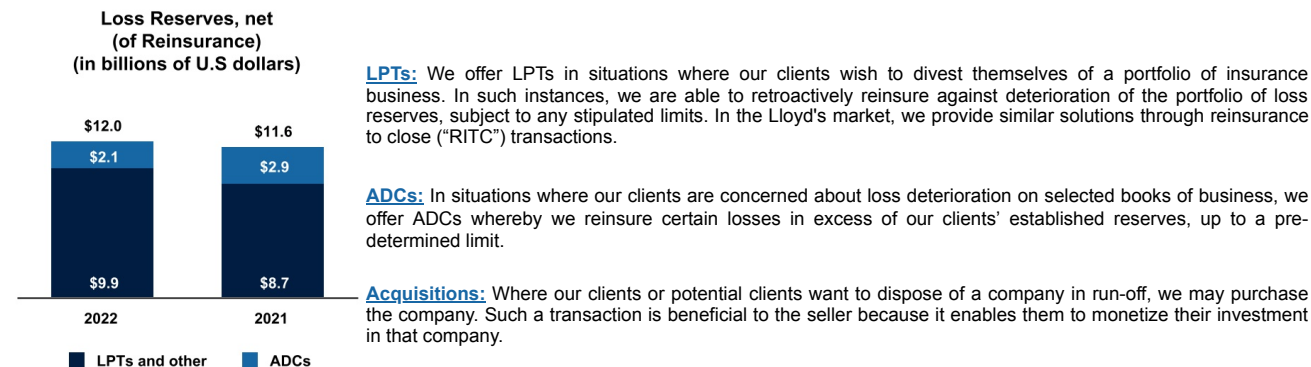 Loss Reserves, net
(of Reinsurance)
(in billions of U.S dollars)
$12.0
$11.6
$2.1
$2.9
$9.9
$8.7
2022
2021
LPTs and other
ADCs
LPTs: We offer LPTs in situations where our clients wish to divest themselves of a portfolio of insurance
business. In such instances, we are able to retroactively reinsure against deterioration of the portfolio of loss
reserves, subject to any stipulated limits. In the Lloyd's market, we provide similar solutions through reinsurance
to close (“RITC”) transactions.
ADCs: In situations where our clients are concerned about loss deterioration on selected books of business, we
offer ADCs whereby we reinsure certain losses in excess of our clients’ established reserves, up to a pre-
determined limit.
Acquisitions: Where our clients or potential clients want to dispose of a company in run-off, we may purchase
the company. Such a transaction is beneficial to the seller because it enables them to monetize their investment
in that company.